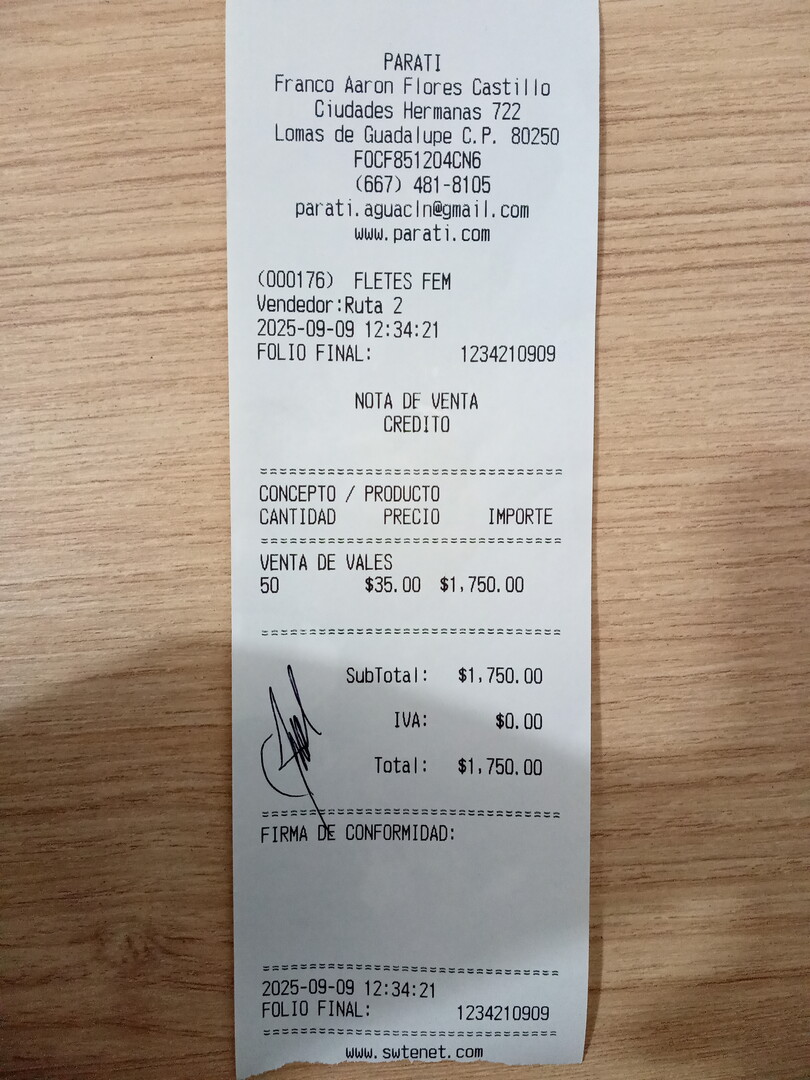 PARATI
Franco Aaron Flores Castillo
Ciudades Hermanas 722
Lomas de Guadalupe C.P. 80250
FOCF851204CN6
(667) 481-8105
parati.aguacln@gmail.com
www.parati.com
(000176) FLETES FEM
Vendedor:Ruta 2
2025-09-09 12:34:21
FOLIO FINAL: 1234210909
NOTA DE VENTA
CREDITO
==============================
CONCEPTO / PRODUCTO
CANTIDAD PRECIO IMPORTE
==============================
VENTA DE VALES
50 $35.00 $1,750.00
==============================
SubTotal: $1,750.00
IVA: $0.00
Total: $1,750.00
==============================
FIRMA DE CONFORMIDAD:
==============================
2025-09-09 12:34:21
FOLIO FINAL: 1234210909
==============================
www.swtenet.com